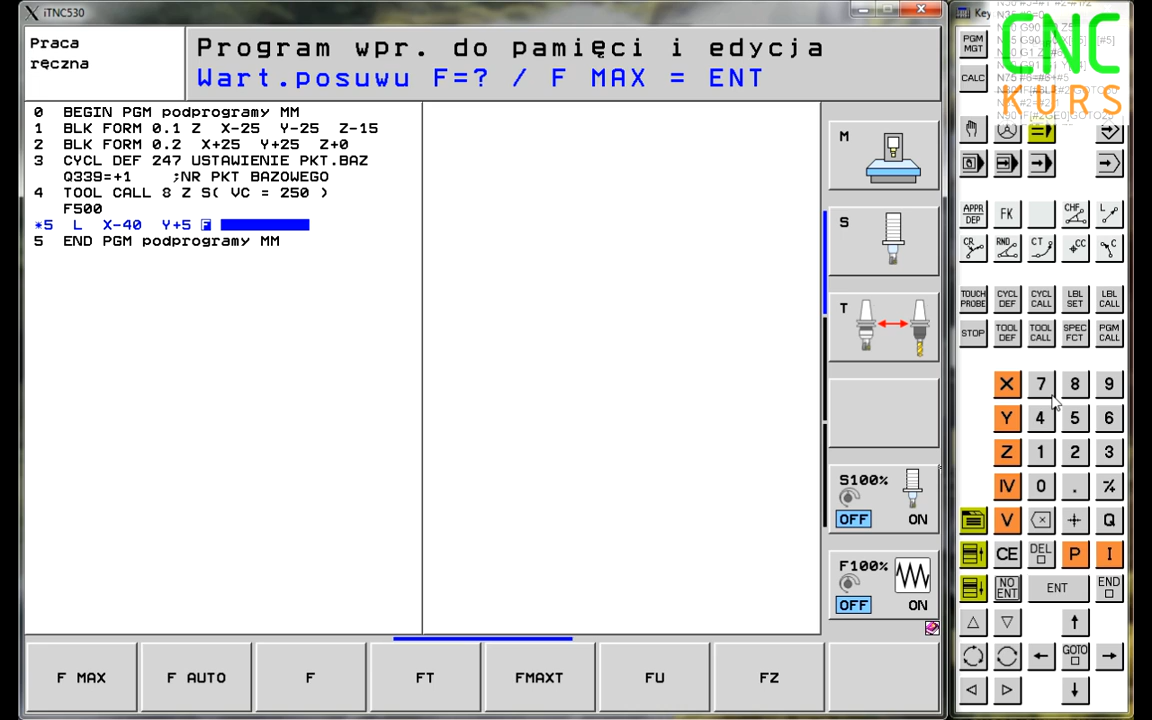 iTNC530
Praca
ręczna
Program wpr. do pamięci i edycja
Wart.posuwu F=? / F MAX = ENT
0 BEGIN PGM podprogramy MM
1 BLK FORM 0.1 Z X-25 Y-25 Z-15
2 BLK FORM 0.2 X+25 Y+25 Z+0
3 CYCL DEF 247 USTAWIENIE PKT.BAZ
Q339=+1 ;NR PKT BAZOWEGO
4 TOOL CALL 8 Z S( VC = 250 )
F500
*5 L X-40 Y+5 F
5 END PGM podprogramy MM
M
S
T
S100%
OFF ON
F100%
OFF ON
F MAX F AUTO F FT FMAXT FU FZ
Key
CNC
KURS
PGM
MGT
CALC
APPR
DEP
FK
CHF
L
CR
RND
CT
CC
C
TOUCH
PROBE
CYCL
DEF
CYCL
CALL
LBL
SET
LBL
CALL
STOP
TOOL
DEF
TOOL
CALL
SPEC
FCT
PGM
CALL
X 7 8 9
Y 4 5 6
Z 1 2 3
IV 0 .
V Q
CE DEL P I
NO
ENT
ENT
END
GOTO